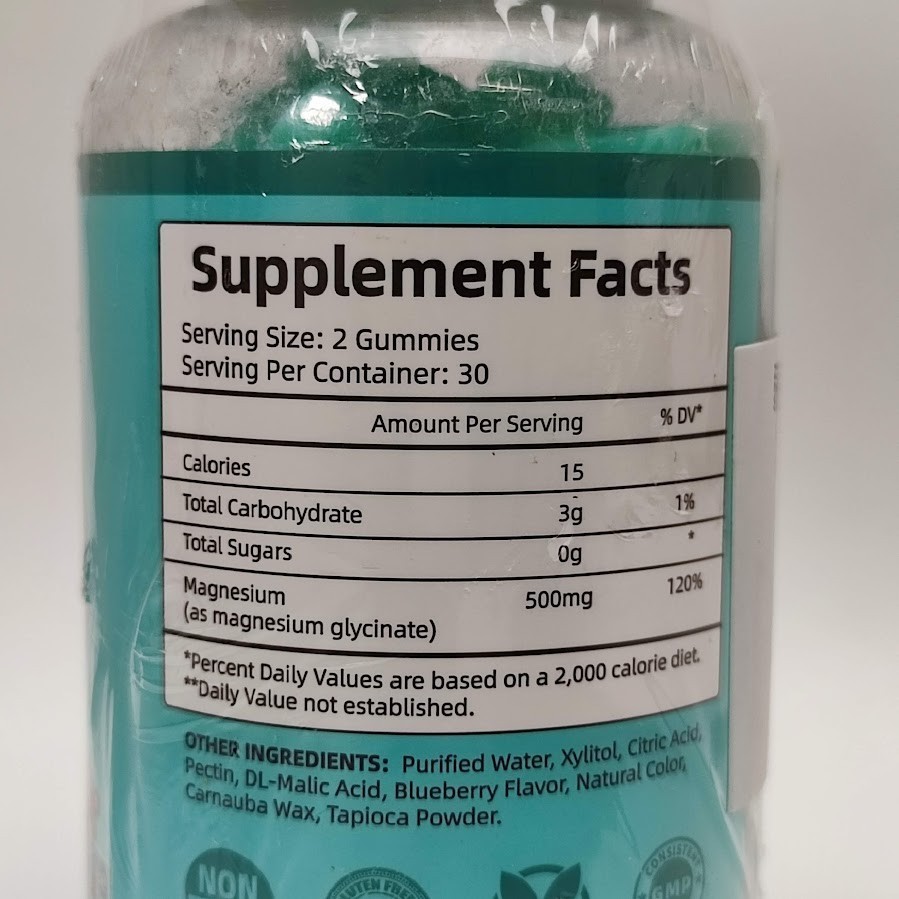 Supplement Facts
Serving Size: 2 Gummies
Serving Per Container: 30
Amount Per Serving % DV*
Calories 15
Total Carbohydrate 3g 1%
Total Sugars 0g *
Magnesium 500mg 120%
(as magnesium glycinate)
*Percent Daily Values are based on a 2,000 calorie diet.
**Daily Value not established.
OTHER INGREDIENTS: Purified Water, Xylitol, Citric Acid,
Pectin, DL-Malic Acid, Blueberry Flavor, Natural Color,
Carnauba Wax, Tapioca Powder.
NON
GLUTEN FREE
CONSISTENT
GMP